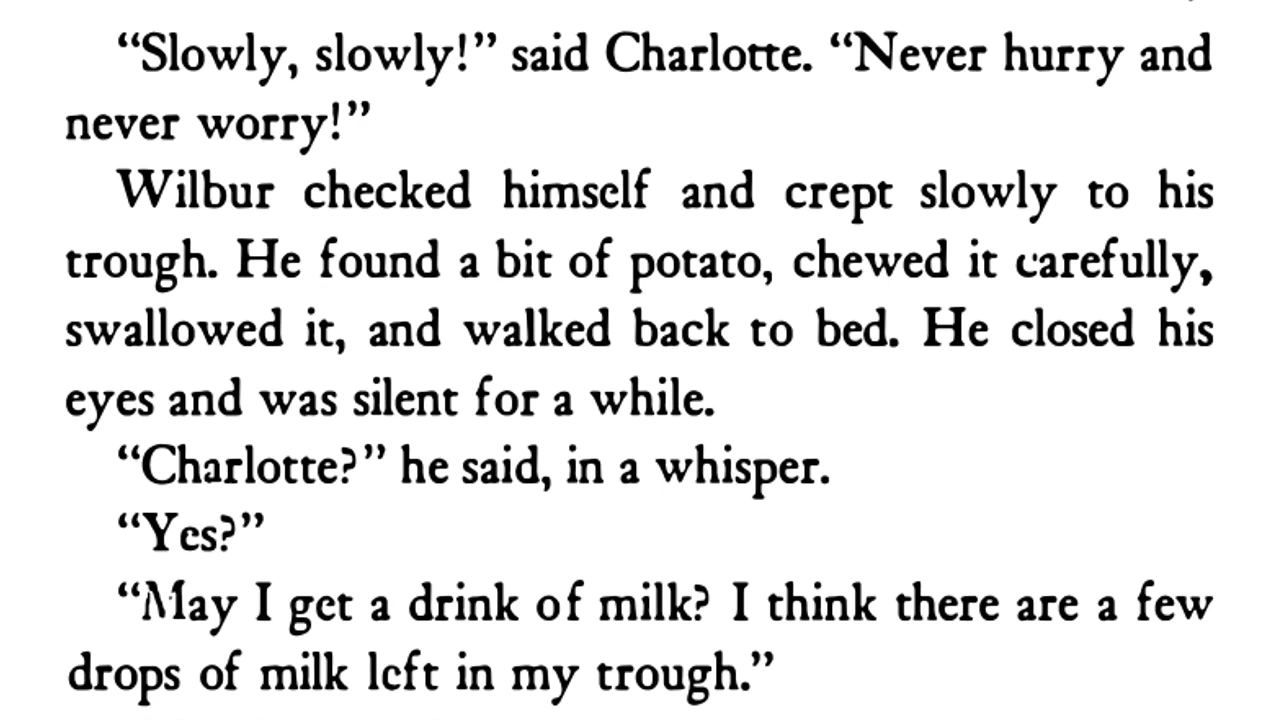 “Slowly, slowly!” said Charlotte. “Never hurry and
never worry!”
Wilbur checked himself and crept slowly to his
trough. He found a bit of potato, chewed it carefully,
swallowed it, and walked back to bed. He closed his
eyes and was silent for a while.
“Charlotte?” he said, in a whisper.
“Yes?”
“May I get a drink of milk? I think there are a few
drops of milk left in my trough.”